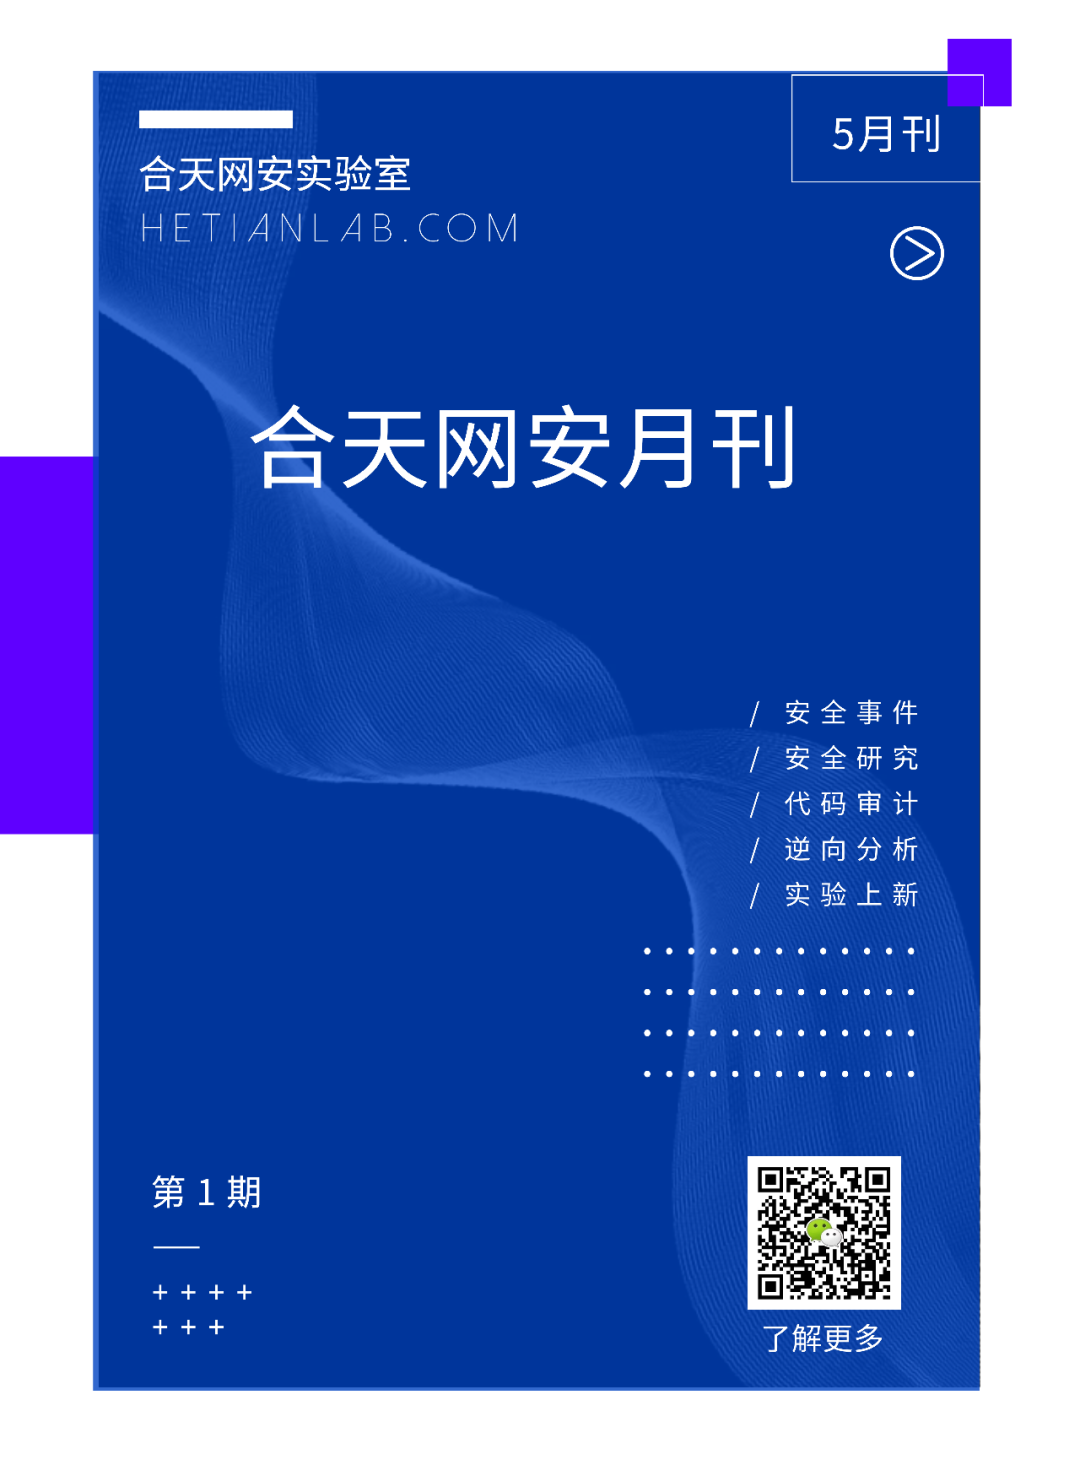 5月刊
合天网安实验室
HETIANLAB.COM
合天网安月刊
/ 安全事件
/ 安全研究
/ 代码审计
/ 逆向分析
/ 实验上新
第 1 期
了解更多